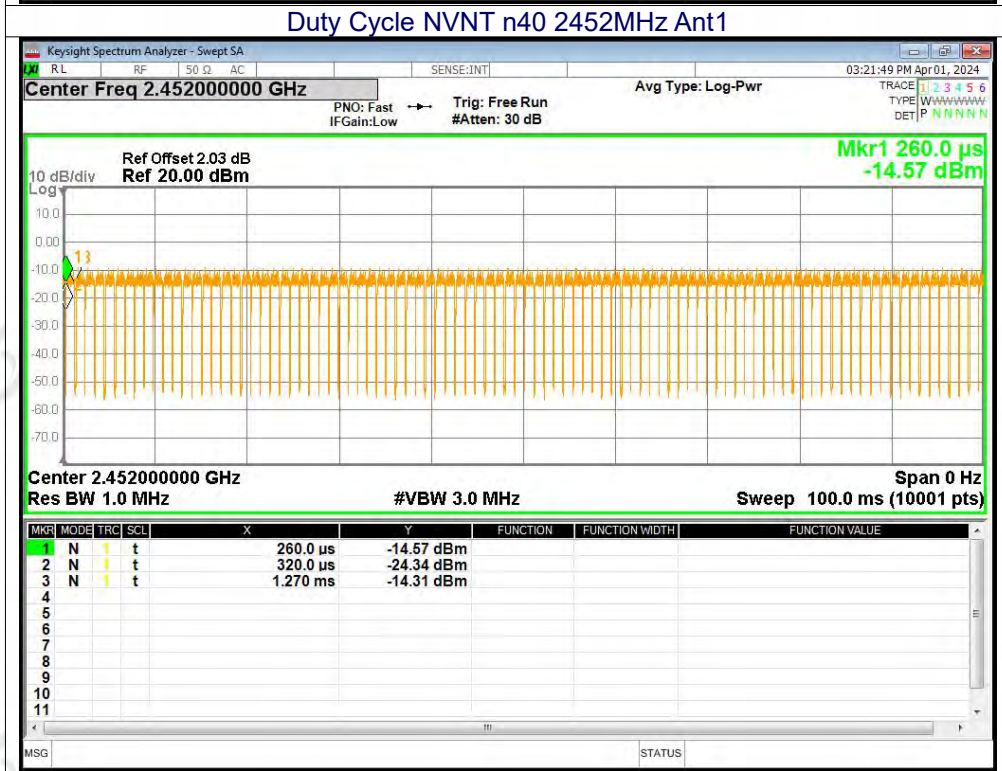 Duty Cycle NVNT n40 2452MHz Ant1
Keysight Spectrum Analyzer - Swept SA
LXI RL RF 50 Ω AC SENSE:INT 03:21:49 PM Apr 01, 2024
Center Freq 2.452000000 GHz Avg Type: Log-Pwr TRACE 1 2 3 4 5 6
PNO: Fast Trig: Free Run TYPE WWWWWW
IFGain:Low #Atten: 30 dB DET P N N N N N
Mkr1 260.0 µs
Ref Offset 2.03 dB
10 dB/div Ref 20.00 dBm -14.57 dBm
Log
10.0
0.00
1 3
-10.0
-20.0
-30.0
-40.0
-50.0
-60.0
-70.0
Center 2.452000000 GHz Span 0 Hz
Res BW 1.0 MHz #VBW 3.0 MHz Sweep 100.0 ms (10001 pts)
MKR MODE TRC SCL X Y FUNCTION FUNCTION WIDTH FUNCTION VALUE
1 N 1 t 260.0 µs -14.57 dBm
2 N 1 t 320.0 µs -24.34 dBm
3 N 1 t 1.270 ms -14.31 dBm
4
5
6
7
8
9
10
11
MSG STATUS